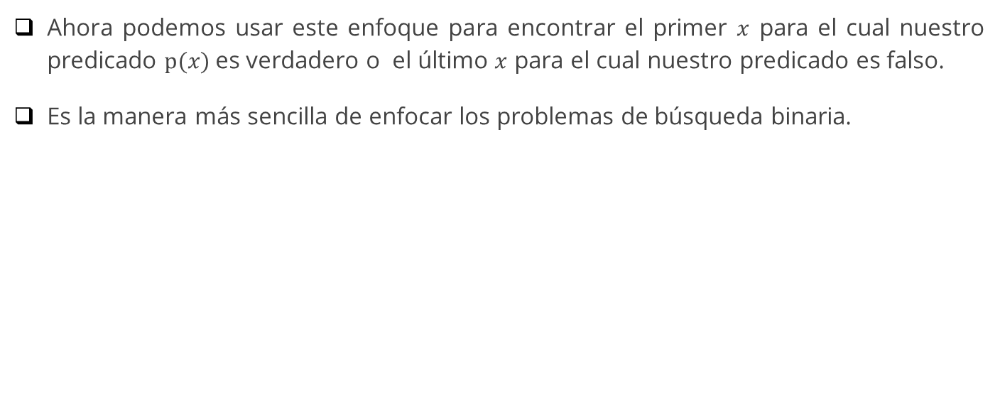 ❑ Ahora podemos usar este enfoque para encontrar el primer x para el cual nuestro
predicado p(x) es verdadero o el último x para el cual nuestro predicado es falso.
❑ Es la manera más sencilla de enfocar los problemas de búsqueda binaria.